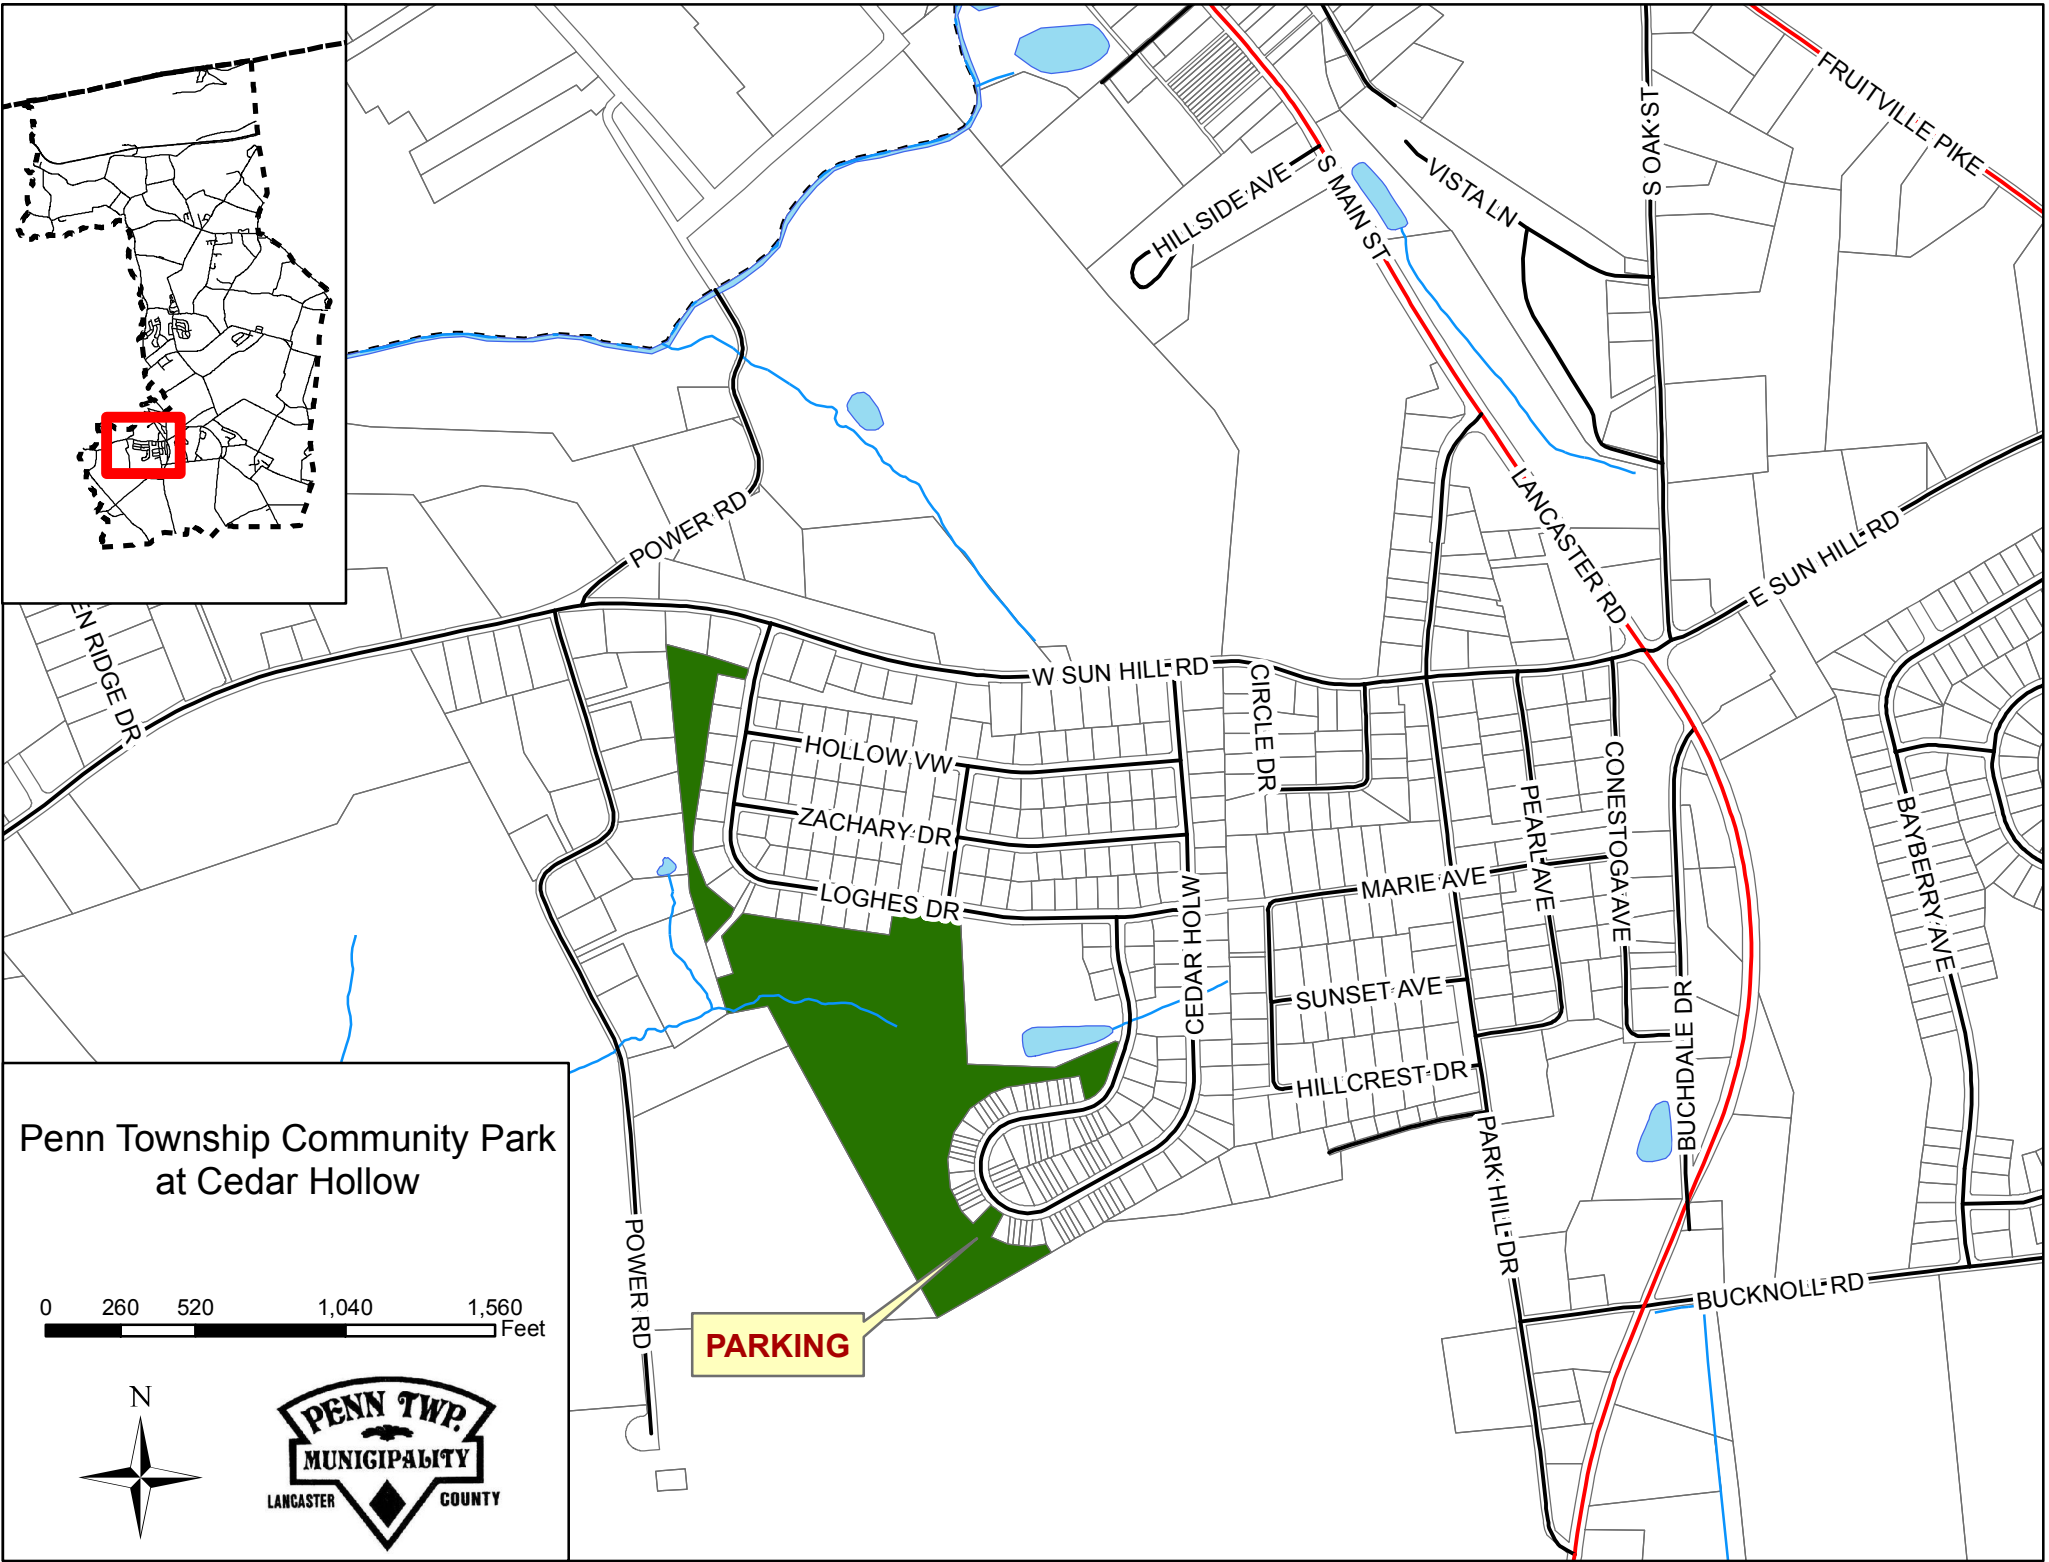 FRUITVILLE PIKE
S OAK ST
VISTA LN
S MAIN ST
HILLSIDE AVE
LANCASTER RD
E SUN HILL RD
POWER RD
EN RIDGE DR
W SUN HILL RD
CIRCLE DR
HOLLOW VW
ZACHARY DR
LOGHES DR
CEDAR HOLW
MARIE AVE
PEARL AVE
CONESTOGA AVE
BAYBERRY AVE
SUNSET AVE
HILLCREST DR
BUCHDALE DR
PARK HILL DR
BUCKNOLL RD
POWER RD
PARKING
Penn Township Community Park
at Cedar Hollow
0 260 520 1,040 1,560
Feet
N
PENN TWP.
MUNICIPALITY
LANCASTER COUNTY